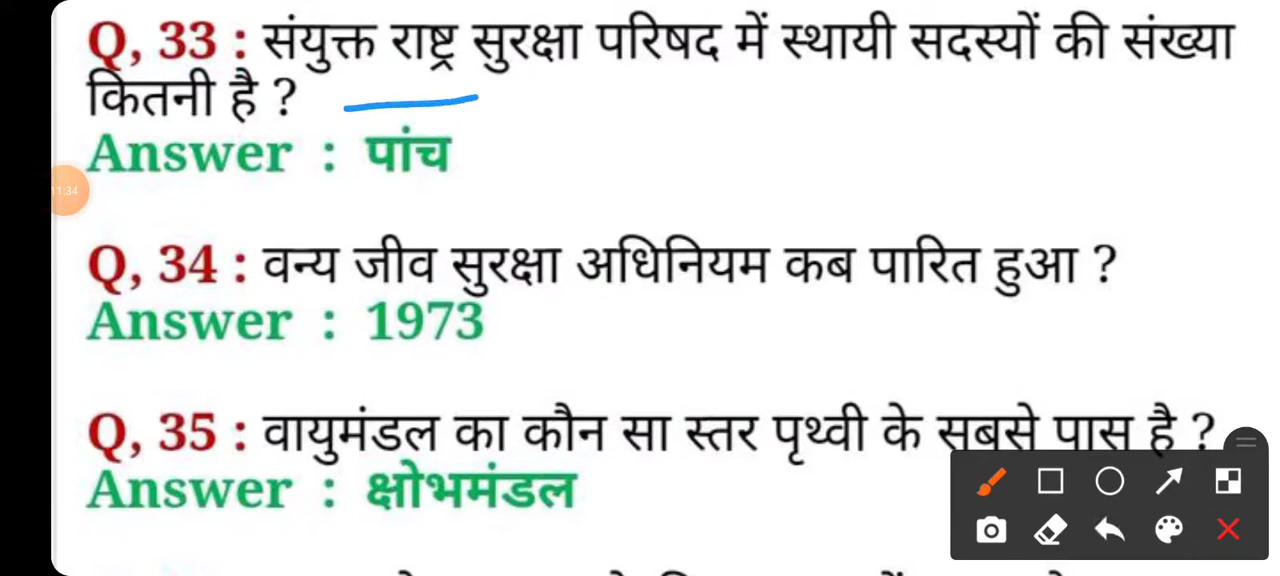 Q, 33 : संयुक्त राष्ट्र सुरक्षा परिषद में स्थायी सदस्यों की संख्या
कितनी है ?
Answer : पांच
11:34
Q, 34 : वन्य जीव सुरक्षा अधिनियम कब पारित हुआ ?
Answer : 1973
Q, 35 : वायुमंडल का कौन सा स्तर पृथ्वी के सबसे पास है ?
Answer : क्षोभमंडल